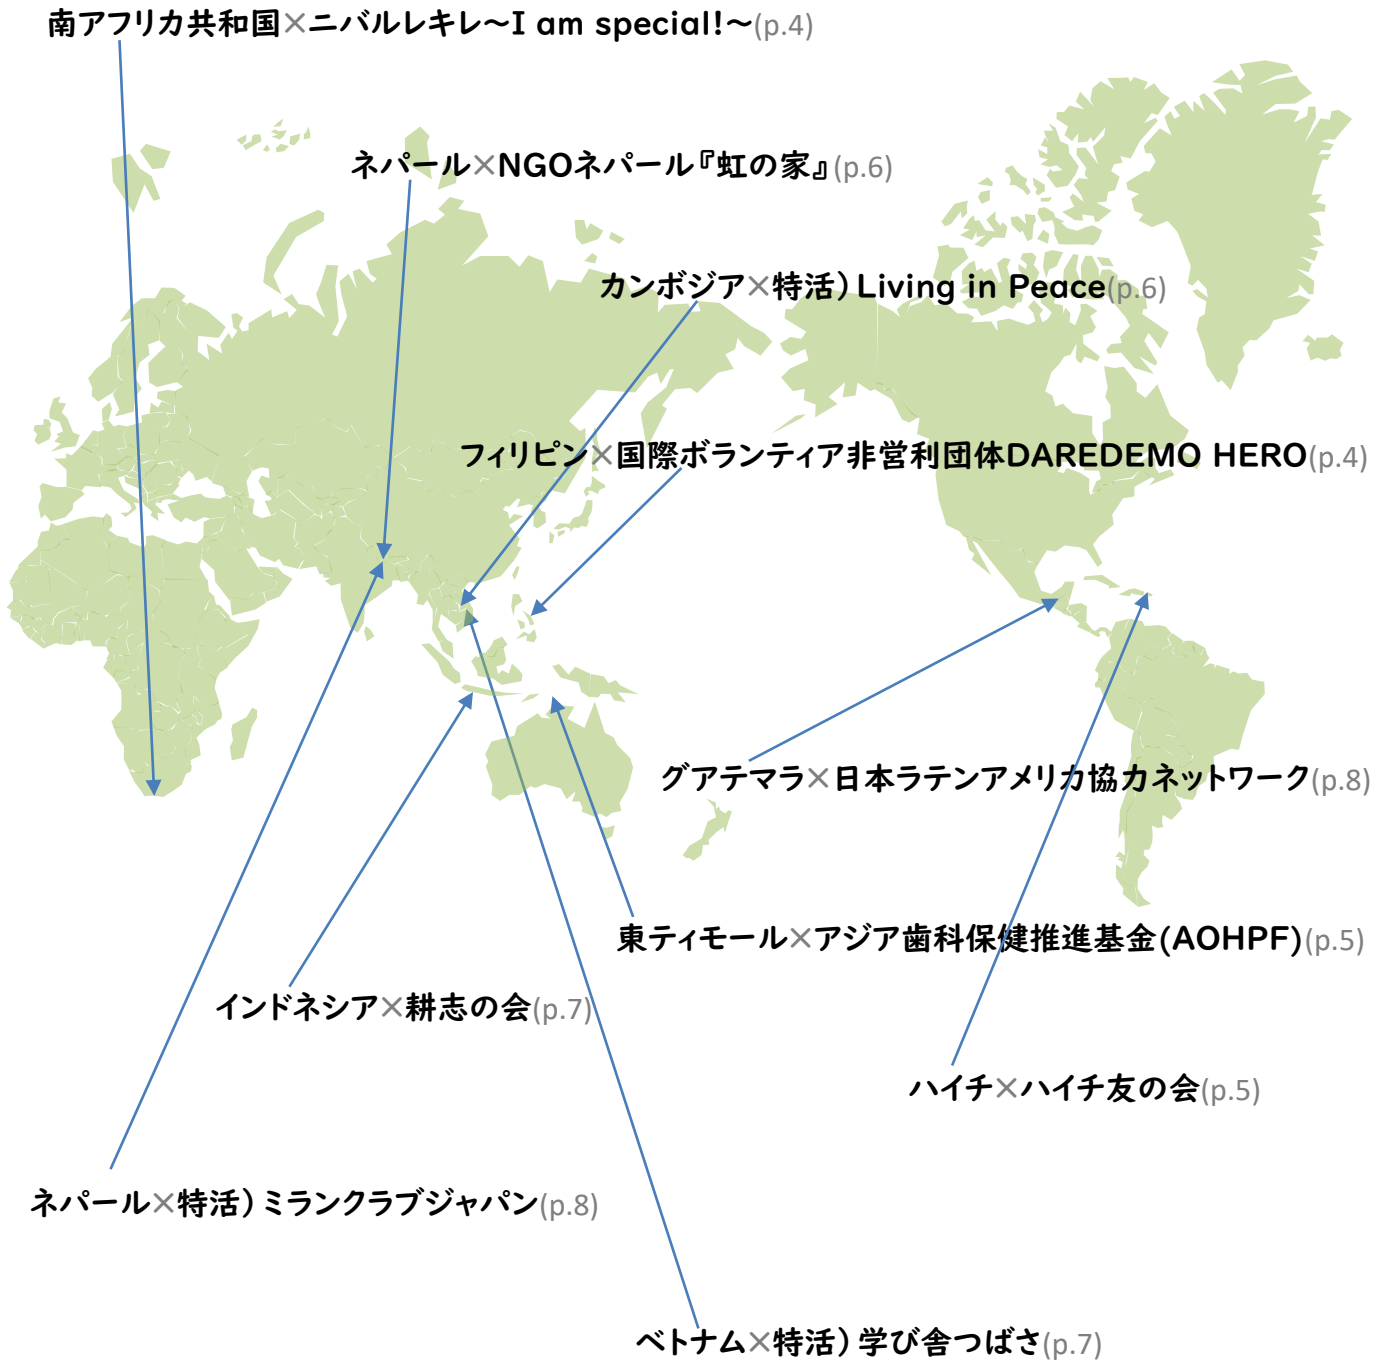 南アフリカ共和国×ニバルレキレ～I am special!～(p.4)
ネパール×NGOネパール『虹の家』(p.6)
カンボジア×特活）Living in Peace(p.6)
フィリピン×国際ボランティア非営利団体DAREDEMO HERO(p.4)
グアテマラ×日本ラテンアメリカ協力ネットワーク(p.8)
東ティモール×アジア歯科保健推進基金(AOHPF)(p.5)
インドネシア×耕志の会(p.7)
ハイチ×ハイチ友の会(p.5)
ネパール×特活）ミランクラブジャパン(p.8)
ベトナム×特活）学び舎つばさ(p.7)